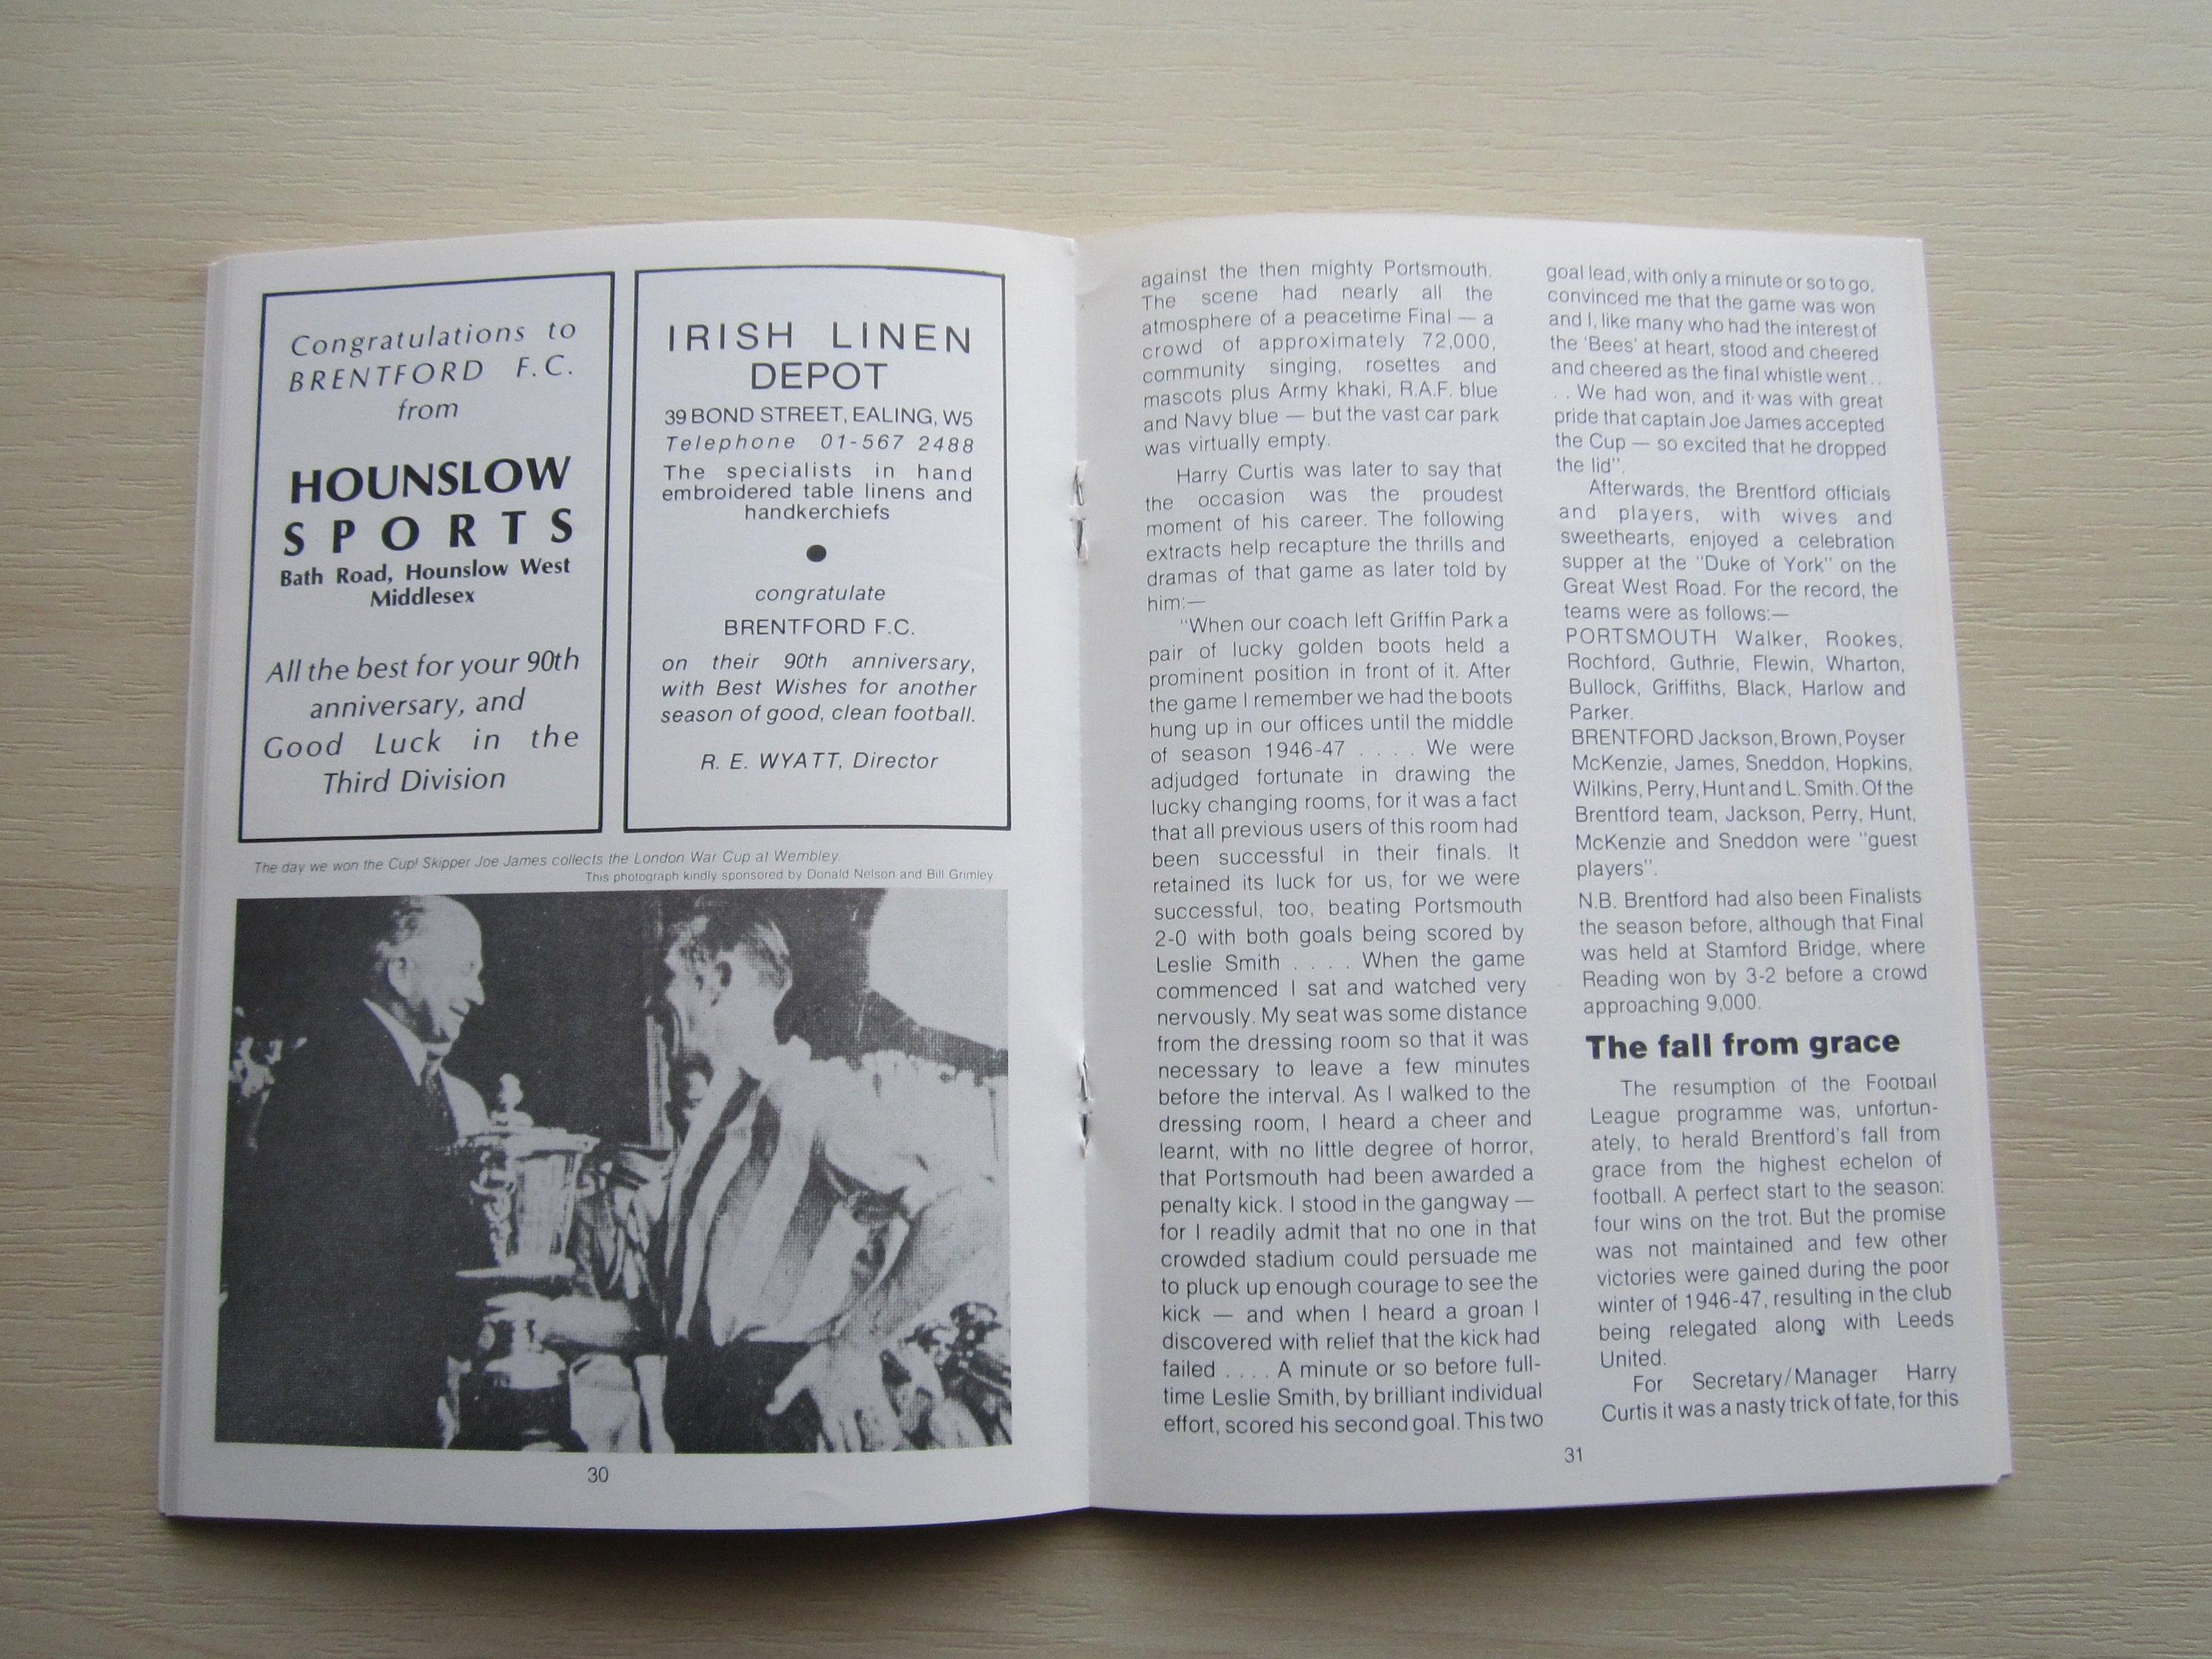 Congratulations to
BRENTFORD F.C.
from
HOUNSLOW
SPORTS
Bath Road, Hounslow West
Middlesex
All the best for your 90th
anniversary, and
Good Luck in the
Third Division
IRISH LINEN
DEPOT
39 BOND STREET, EALING, W5
Telephone 01-567 2488
The specialists in hand
embroidered table linens and
handkerchiefs
congratulate
BRENTFORD F.C.
on their 90th anniversary,
with Best Wishes for another
season of good, clean football.
R. E. WYATT, Director
The day we won the Cup! Skipper Joe James collects the London War Cup at Wembley.
This photograph kindly sponsored by Donald Nelson and Bill Grimley
30
against the then mighty Portsmouth.
The scene had nearly all the
atmosphere of a peacetime Final — a
crowd of approximately 72,000,
community singing, rosettes and
mascots plus Army khaki, R.A.F. blue
and Navy blue — but the vast car park
was virtually empty.
Harry Curtis was later to say that
the occasion was the proudest
moment of his career. The following
extracts help recapture the thrills and
dramas of that game as later told by
him:—
"When our coach left Griffin Park a
pair of lucky golden boots held a
prominent position in front of it. After
the game I remember we had the boots
hung up in our offices until the middle
of season 1946-47 . . . . We were
adjudged fortunate in drawing the
lucky changing rooms, for it was a fact
that all previous users of this room had
been successful in their finals. It
retained its luck for us, for we were
successful, too, beating Portsmouth
2-0 with both goals being scored by
Leslie Smith . . . . When the game
commenced I sat and watched very
nervously. My seat was some distance
from the dressing room so that it was
necessary to leave a few minutes
before the interval. As I walked to the
dressing room, I heard a cheer and
learnt, with no little degree of horror,
that Portsmouth had been awarded a
penalty kick. I stood in the gangway —
for I readily admit that no one in that
crowded stadium could persuade me
to pluck up enough courage to see the
kick — and when I heard a groan I
discovered with relief that the kick had
failed . . . . A minute or so before full-
time Leslie Smith, by brilliant individual
effort, scored his second goal. This two
goal lead, with only a minute or so to go,
convinced me that the game was won
and I, like many who had the interest of
the 'Bees' at heart, stood and cheered
and cheered as the final whistle went . .
. . We had won, and it was with great
pride that captain Joe James accepted
the Cup — so excited that he dropped
the lid".
Afterwards, the Brentford officials
and players, with wives and
sweethearts, enjoyed a celebration
supper at the "Duke of York" on the
Great West Road. For the record, the
teams were as follows:—
PORTSMOUTH Walker, Rookes,
Rochford, Guthrie, Flewin, Wharton,
Bullock, Griffiths, Black, Harlow and
Parker.
BRENTFORD Jackson, Brown, Poyser
McKenzie, James, Sneddon, Hopkins,
Wilkins, Perry, Hunt and L. Smith. Of the
Brentford team, Jackson, Perry, Hunt,
McKenzie and Sneddon were "guest
players".
N.B. Brentford had also been Finalists
the season before, although that Final
was held at Stamford Bridge, where
Reading won by 3-2 before a crowd
approaching 9,000.
The fall from grace
The resumption of the Football
League programme was, unfortun-
ately, to herald Brentford's fall from
grace from the highest echelon of
football. A perfect start to the season:
four wins on the trot. But the promise
was not maintained and few other
victories were gained during the poor
winter of 1946-47, resulting in the club
being relegated along with Leeds
United.
For Secretary/Manager Harry
Curtis it was a nasty trick of fate, for this
31